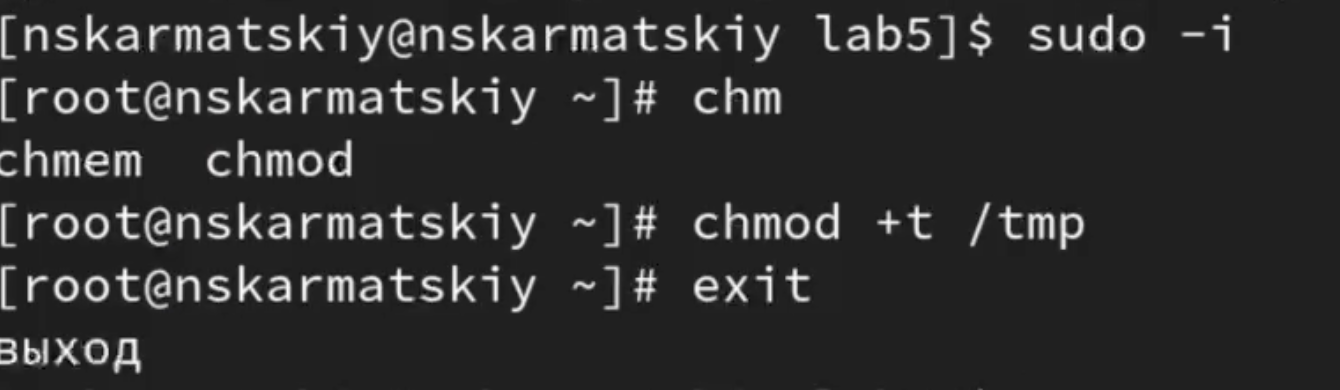 [nskarmatskiy@nskarmatskiy lab5]$ sudo -i
[root@nskarmatskiy ~]# chm
chmem  chmod
[root@nskarmatskiy ~]# chmod +t /tmp
[root@nskarmatskiy ~]# exit
выход